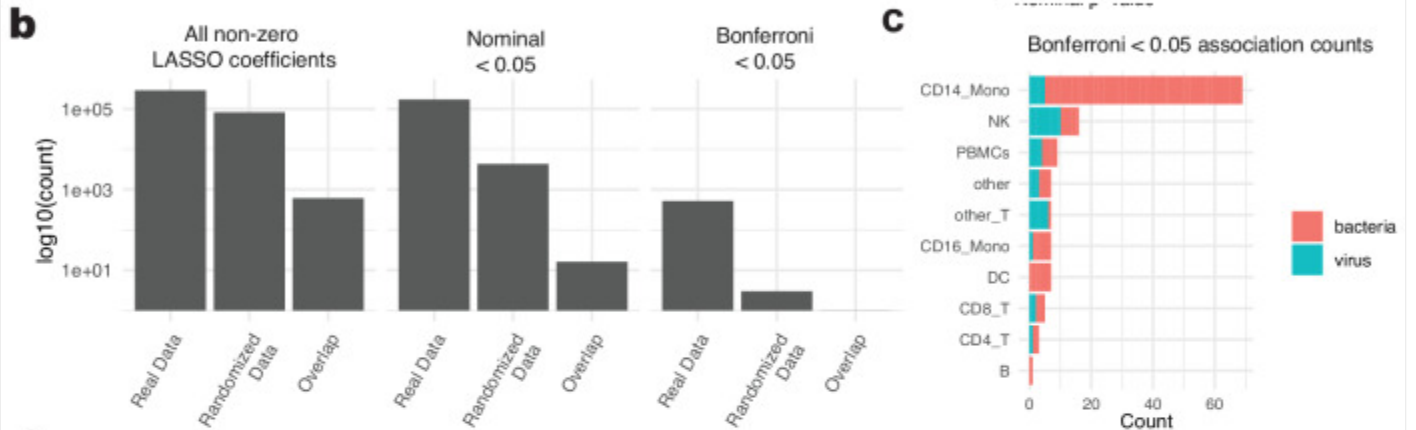 b
All non-zero
LASSO coefficients
Nominal
< 0.05
Bonferroni
< 0.05
log10(count)
1e+05
1e+03
1e+01
Real Data
Randomized
Data
Overlap
Real Data
Randomized
Data
Overlap
Real Data
Randomized
Data
Overlap
c
Bonferroni < 0.05 association counts
CD14_Mono
NK
PBMCs
other
other_T
CD16_Mono
DC
CD8_T
CD4_T
B
0 20 40 60
Count
bacteria
virus